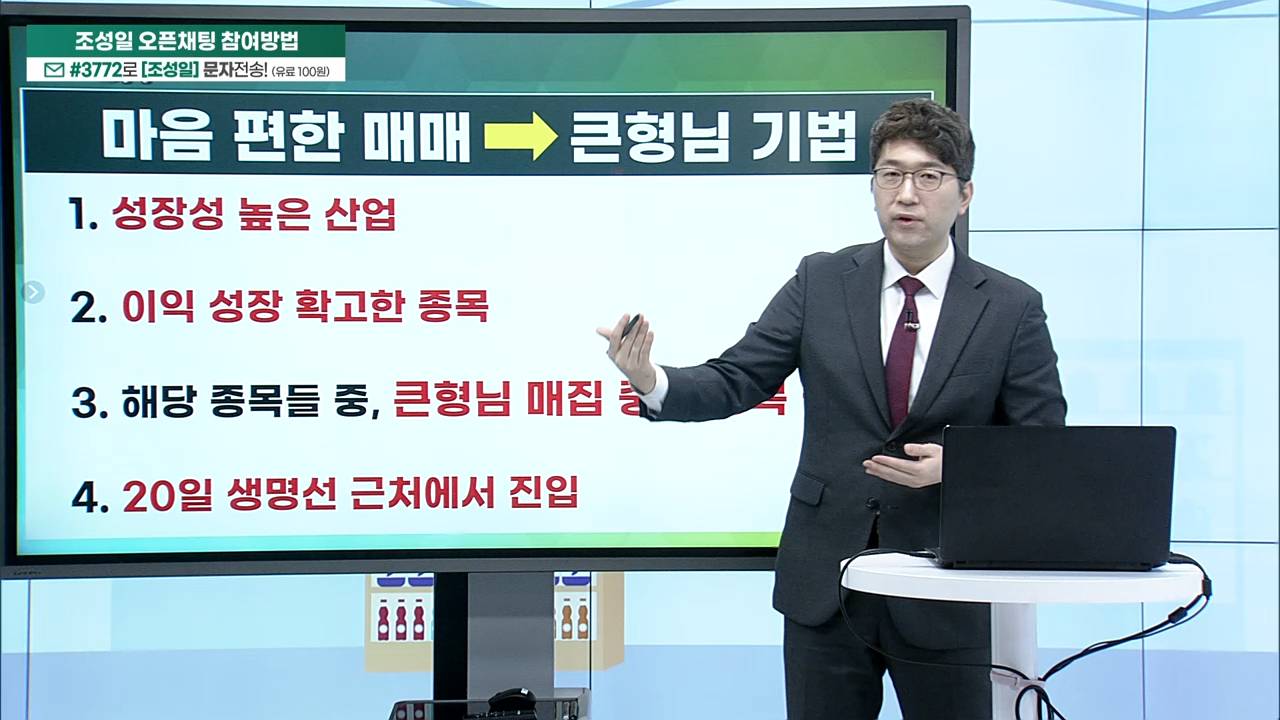 조성일 오픈채팅 참여방법
#3772로 [조성일] 문자전송! (유료 100원)
마음 편한 매매 ➡ 큰형님 기법
1. 성장성 높은 산업
2. 이익 성장 확고한 종목
3. 해당 종목들 중, 큰형님 매집
4. 20일 생명선 근처에서 진입